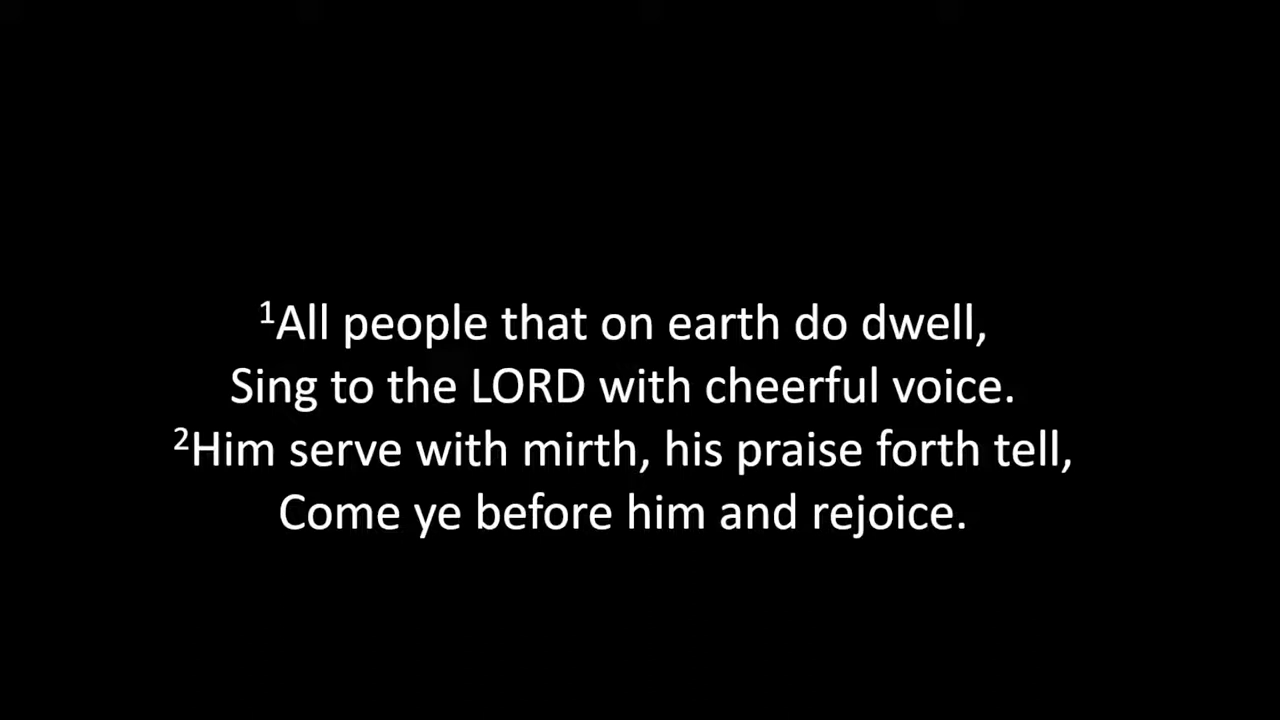 ¹All people that on earth do dwell,
Sing to the LORD with cheerful voice.
²Him serve with mirth, his praise forth tell,
Come ye before him and rejoice.